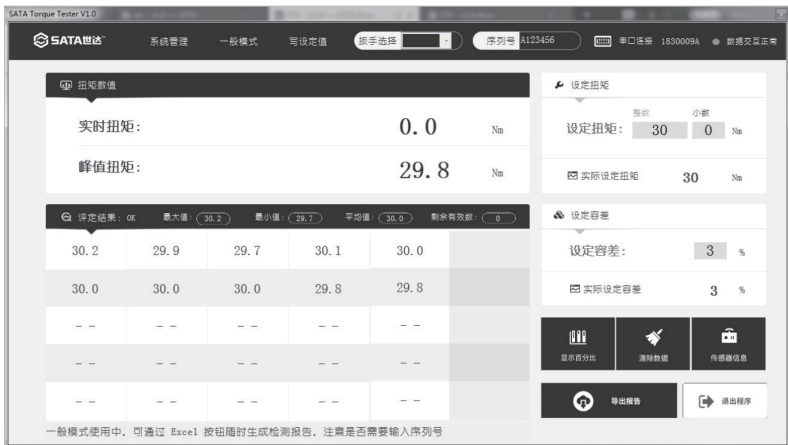 SATA Torque Tester V1.0
SATA世达 系统管理 一般模式 写设定值 扳手选择 序列号 A123456 串口连接 1830009A 数据交互正常
扭矩数值
实时扭矩: 0.0 Nm
峰值扭矩: 29.8 Nm
设定扭矩
整数 小数
设定扭矩: 30 0 Nm
实际设定扭矩 30 Nm
评定结果: OK 最大值: 30.2 最小值: 29.7 平均值: 30.0 剩余有效数: 0
30.2 29.9 29.7 30.1 30.0
30.0 30.0 30.0 29.8 29.8
-- -- -- -- --
-- -- -- -- --
-- -- -- -- --
设定容差
设定容差: 3 %
实际设定容差 3 %
显示百分比 清除数据 传感器信息
导出报告 退出程序
一般模式使用中, 可通过 Excel 按钮随时生成检测报告, 注意是否需要输入序列号